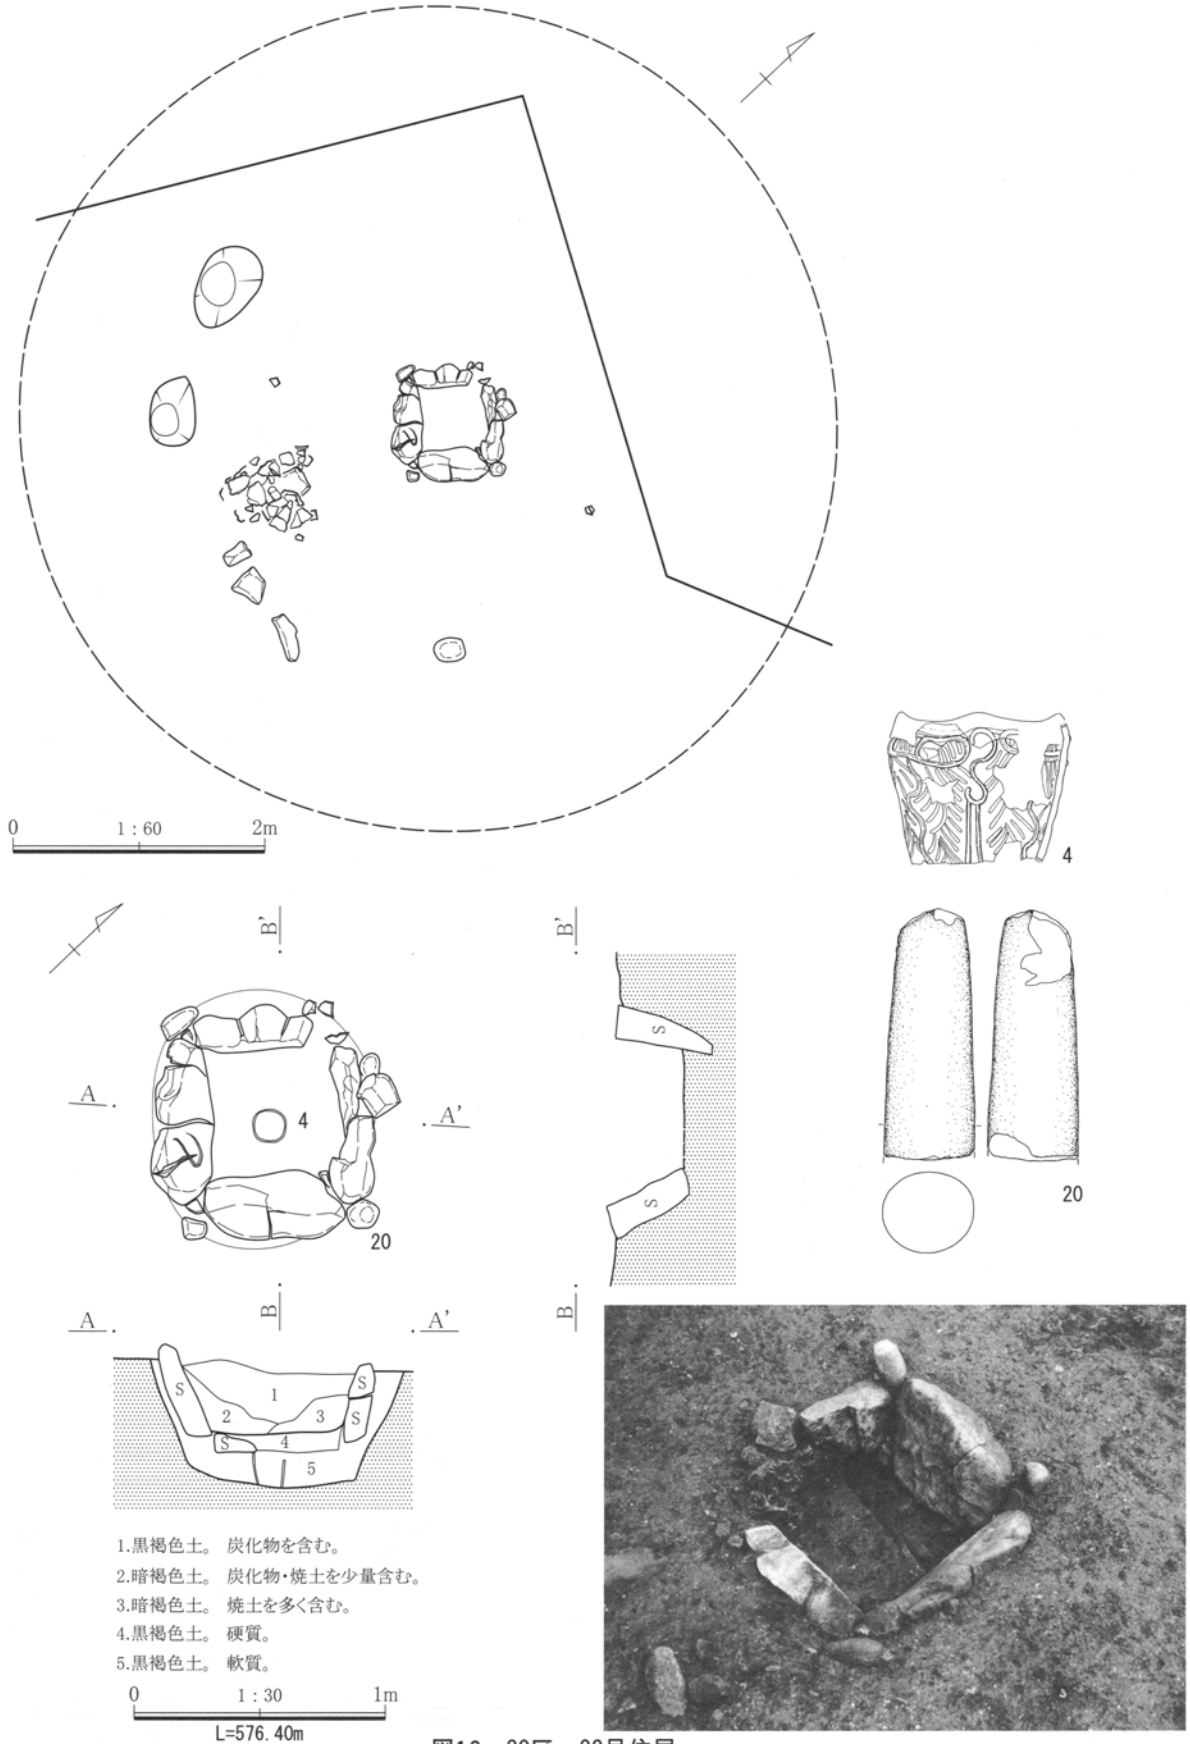 0 1:60 2m
4
B'
B'
A
4
A'
20
20
B
B
A
A'
S
S
S
S
S
S
1
2
3
4
5
1.黒褐色土。 炭化物を含む。
2.暗褐色土。 炭化物・焼土を少量含む。
3.暗褐色土。 焼土を多く含む。
4.黒褐色土。 硬質。
5.黒褐色土。 軟質。
0 1:30 1m
L=576.40m